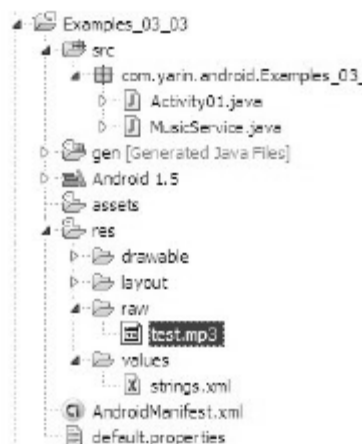 Examples_03_03
src
com.yarin.android.Examples_03_
Activity01.java
MusicService.java
gen [Generated Java Files]
Android 1.5
assets
res
drawable
layout
raw
test.mp3
values
strings.xml
AndroidManifest.xml
default.properties